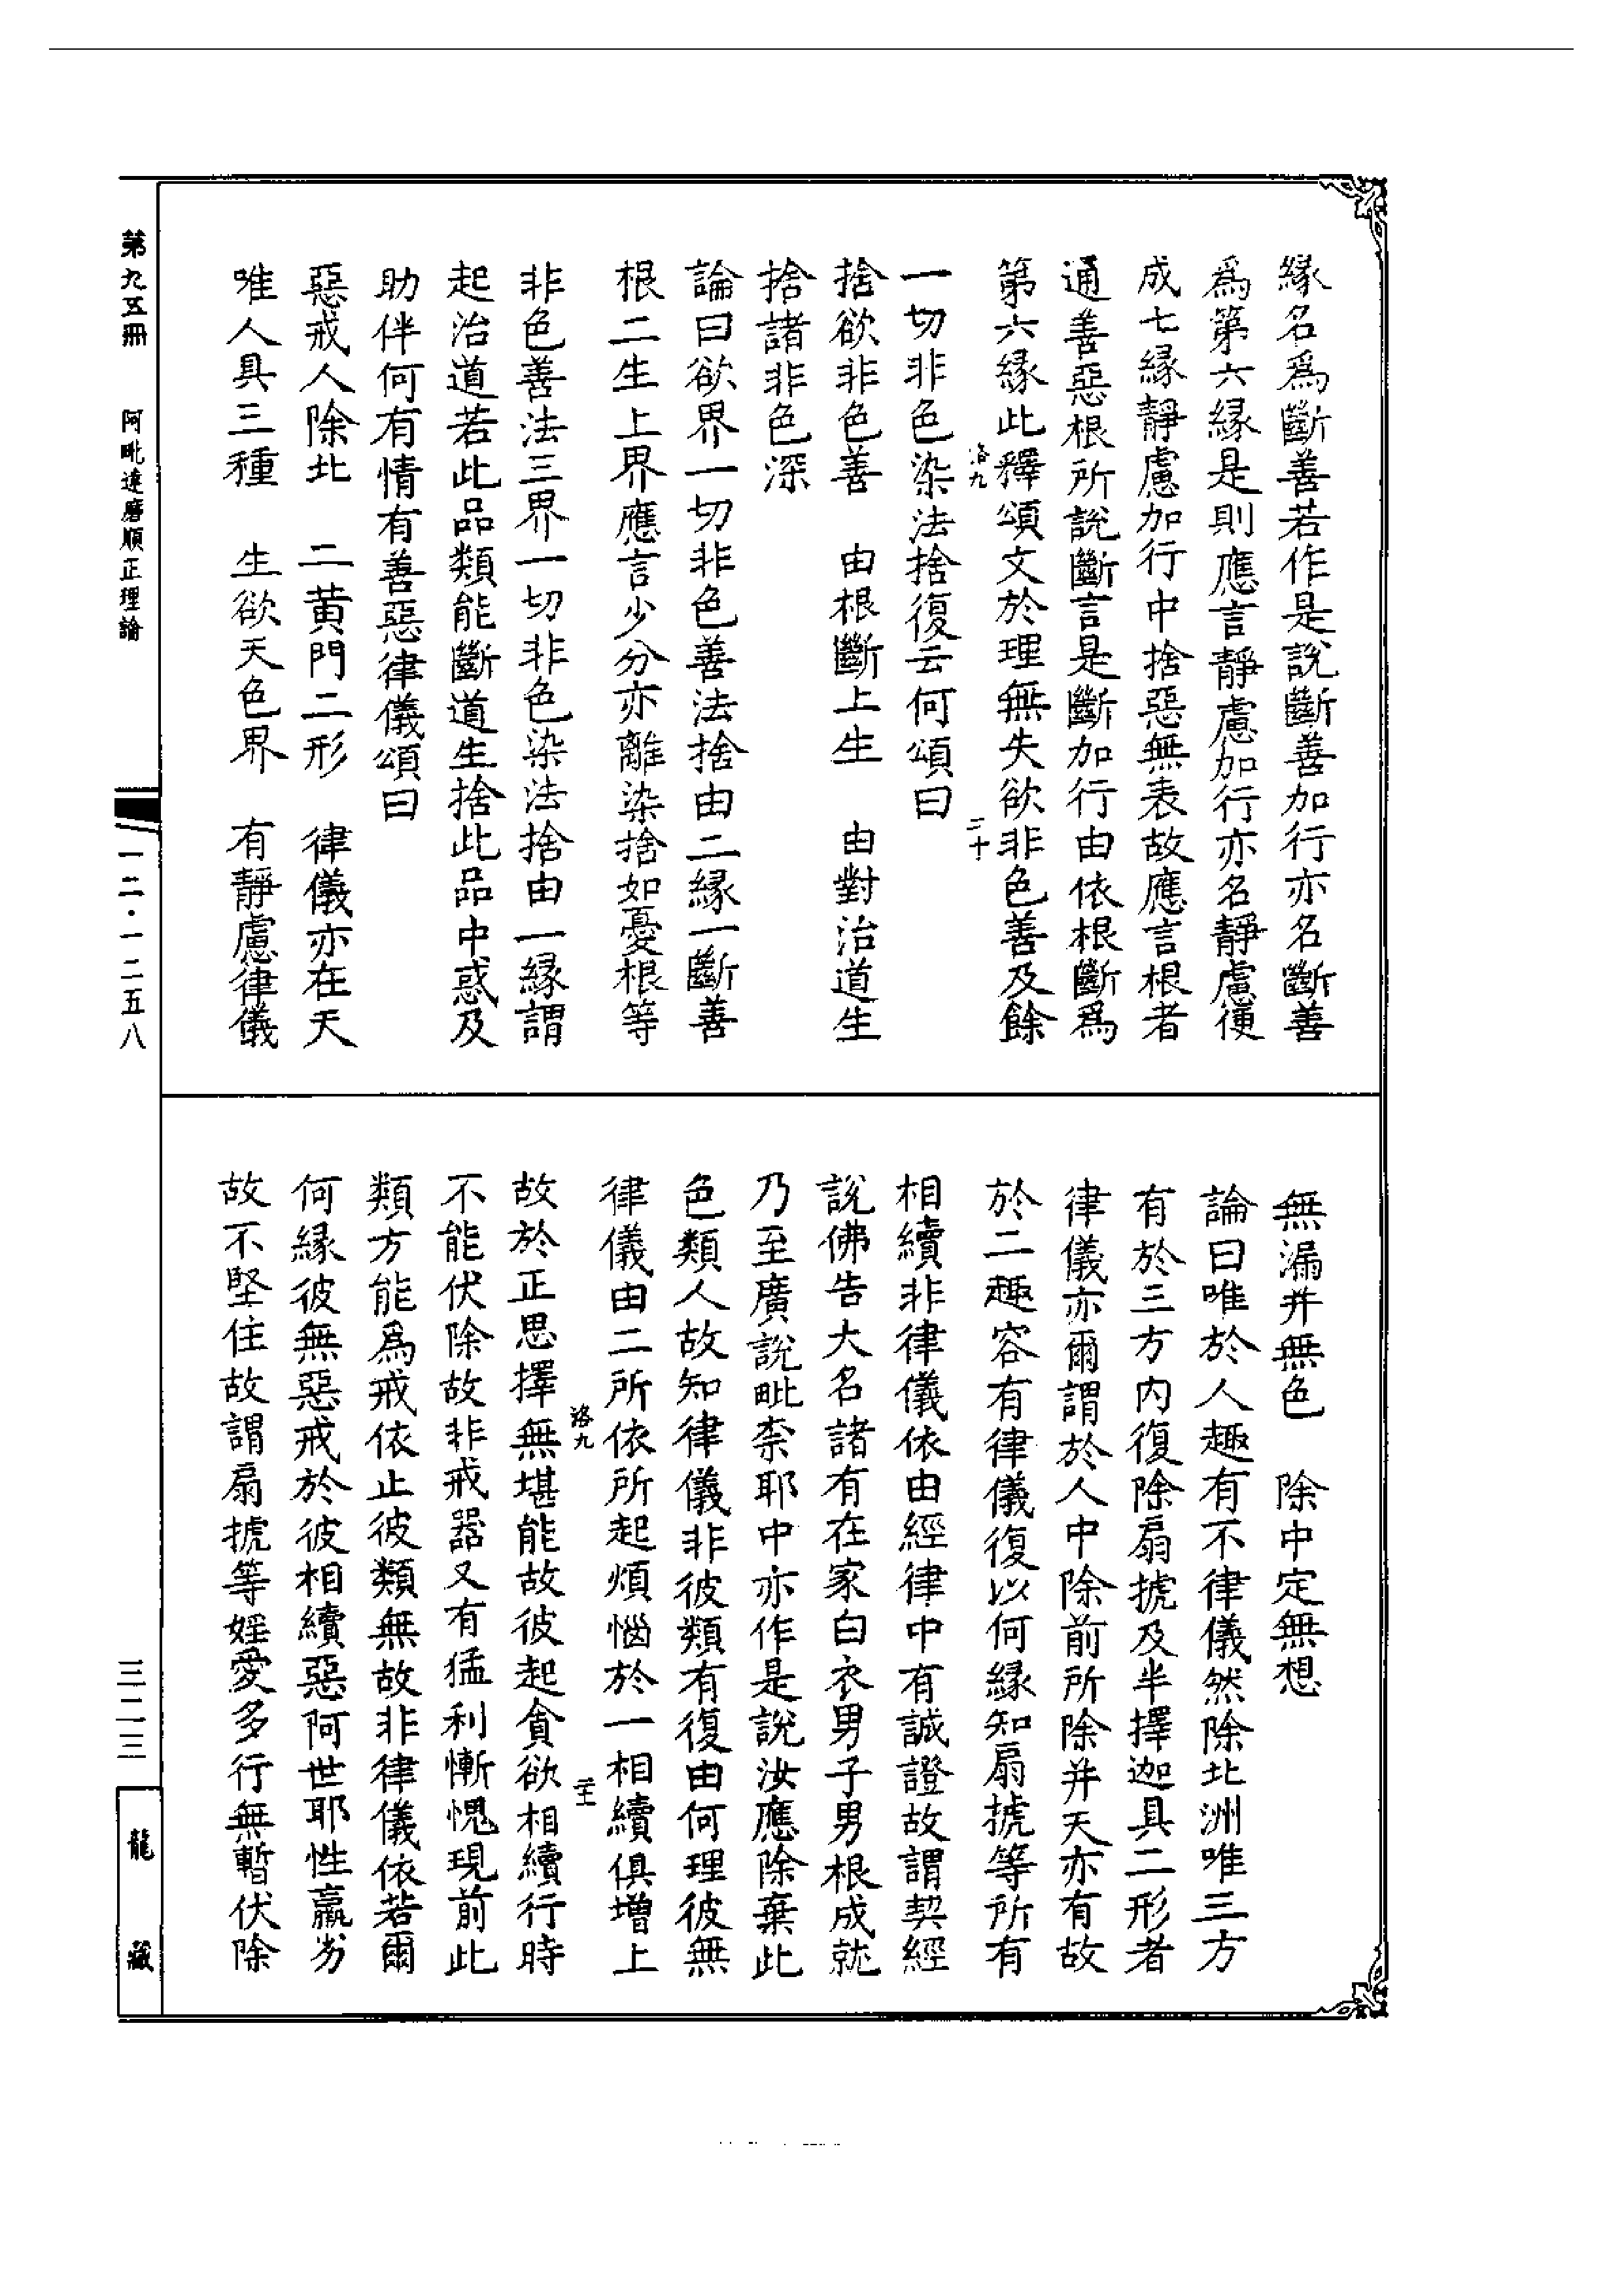 緣名爲斷善若作是說斷善加行亦名斷善
爲第六緣是則應言靜慮加行亦名靜慮便
成七緣靜慮加行中捨惡無表故應言根者
通善惡根所說斷言是斷加行由依根斷爲
第六緣此釋頌文於理無失欲非色善及餘
洛九 二十
一切非色染法捨復云何頌曰
捨欲非色善 由根斷上生 由對治道生
捨諸非色深
論曰欲界一切非色善法捨由二緣一斷善
根二生上界應言少分亦離染捨如憂根等
非色善法三界一切非色染法捨由一緣謂
起治道若此品類能斷道生捨此品中惑及
助伴何有情有善惡律儀頌曰
惡戒人除北 二黃門二形 律儀亦在天
唯人具三種 生欲天色界 有靜慮律儀
無漏并無色 除中定無想
論曰唯於人趣有不律儀然除北洲唯三方
有於三方內復除扇搋及半擇迦具二形者
律儀亦爾謂於人中除前所除并天亦有故
於二趣容有律儀復以何緣知扇搋等所有
相續非律儀依由經律中有誠證故謂契經
說佛告大名諸有在家白衣男子男根成就
乃至廣說毗柰耶中亦作是說汝應除棄此
色類人故知律儀非彼類有復由何理彼無
律儀由二所依所起煩惱於一相續俱增上
洛九
故於正思擇無堪能故彼起貪欲相續行時
不能伏除故非戒器又有猛利慚愧現前此
類方能爲戒依止彼類無故非律儀依若爾
何緣彼無惡戒於彼相續惡阿世耶性羸劣
故不堅住故謂扇搋等婬愛多行無暫伏除
第九五冊 阿毗達磨順正理論 一二·一二五八 三二三 龍藏